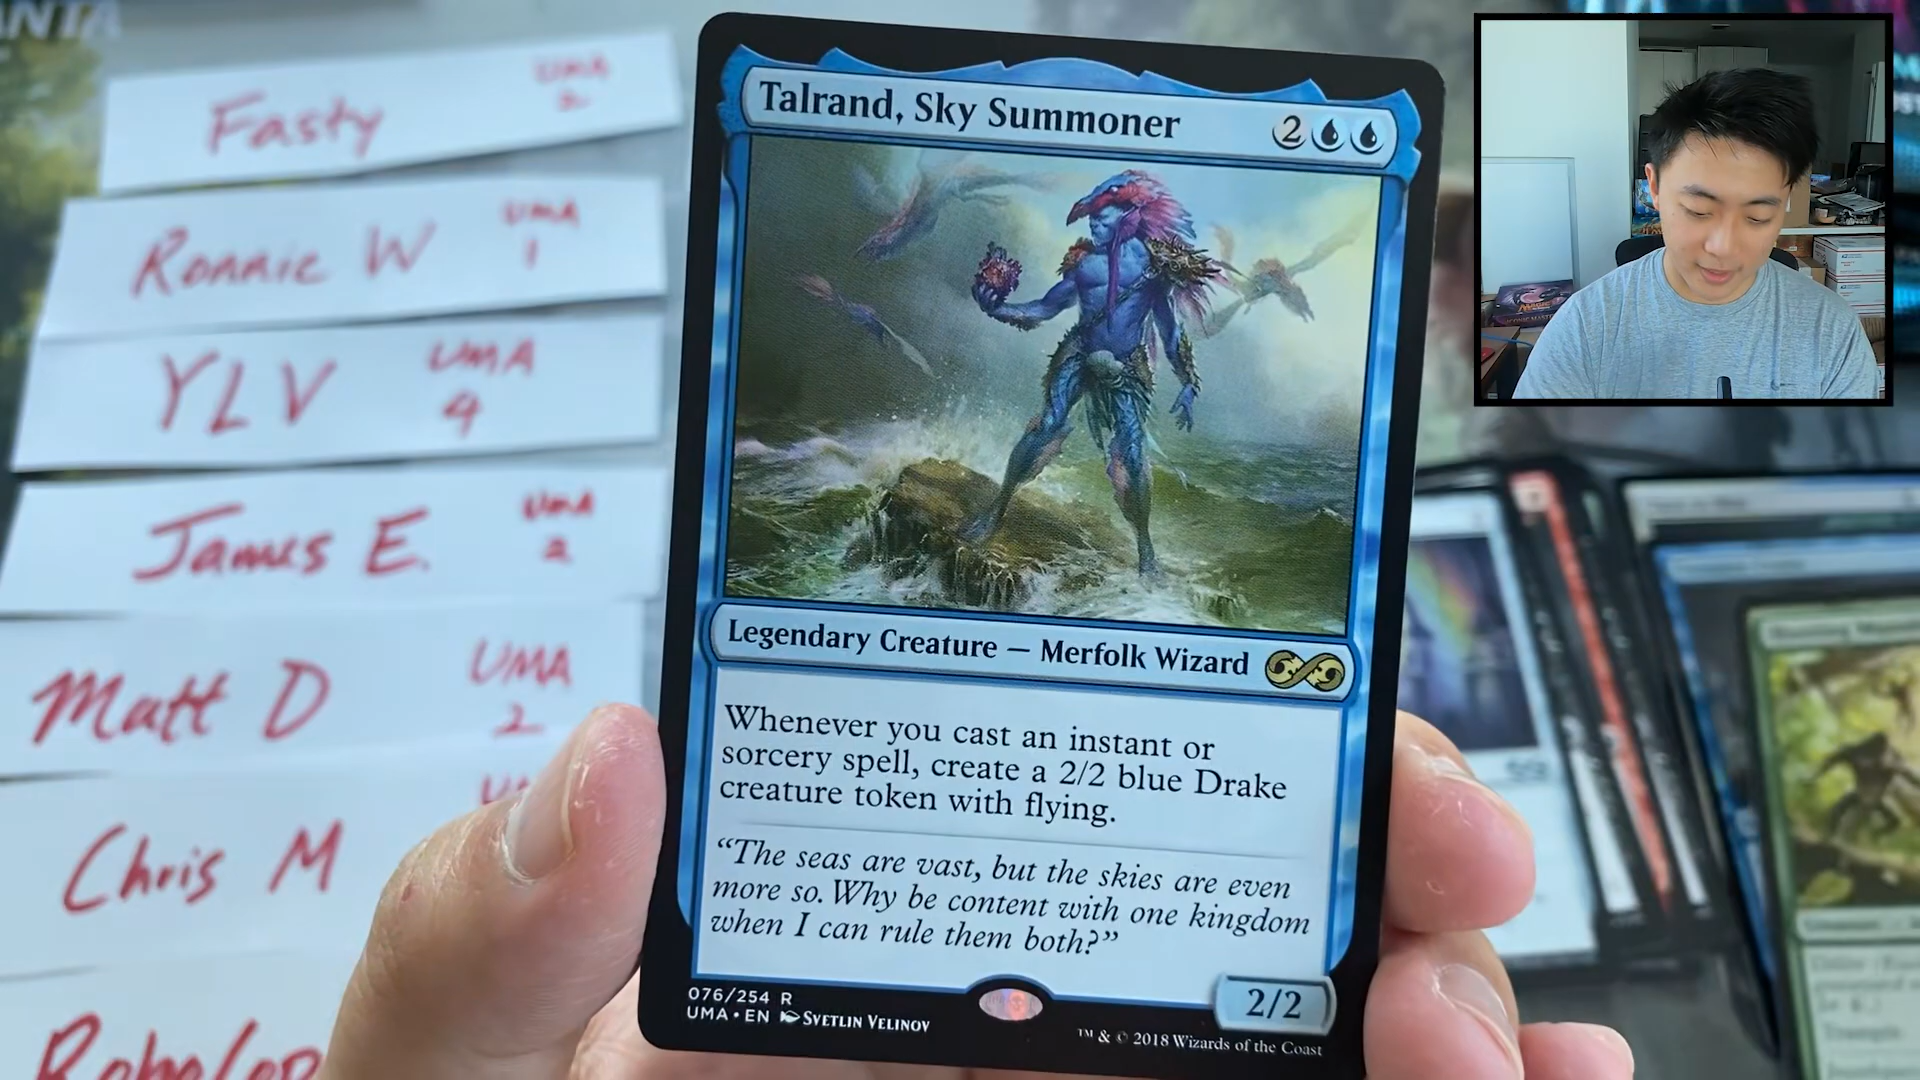 ANTA
Fasty
UMA
2
Ronnie W
UMA
1
YLV
UMA
4
James E.
UMA
2
Matt D
UMA
2
Chris M
Talrand, Sky Summoner
2
Legendary Creature — Merfolk Wizard
Whenever you cast an instant or
sorcery spell, create a 2/2 blue Drake
creature token with flying.
“The seas are vast, but the skies are even
more so. Why be content with one kingdom
when I can rule them both?”
2/2
076/254 R
UMA • EN Svetlin Velinov
™ & © 2018 Wizards of the Coast
MAGIC